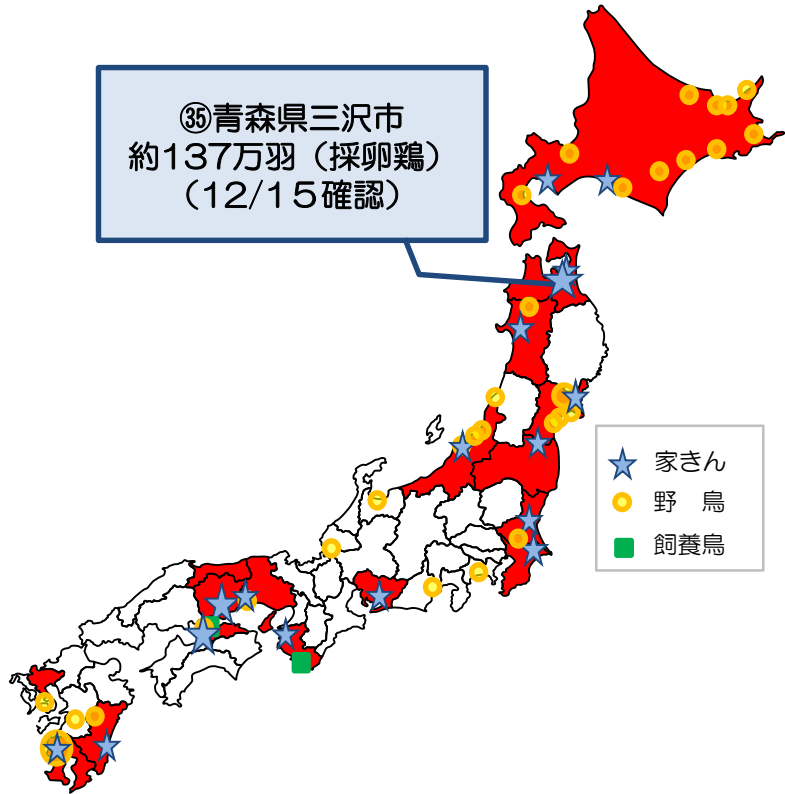 ㉟青森県三沢市
約137万羽（採卵鶏）
（12/15確認）
家きん
野　鳥
飼養鳥